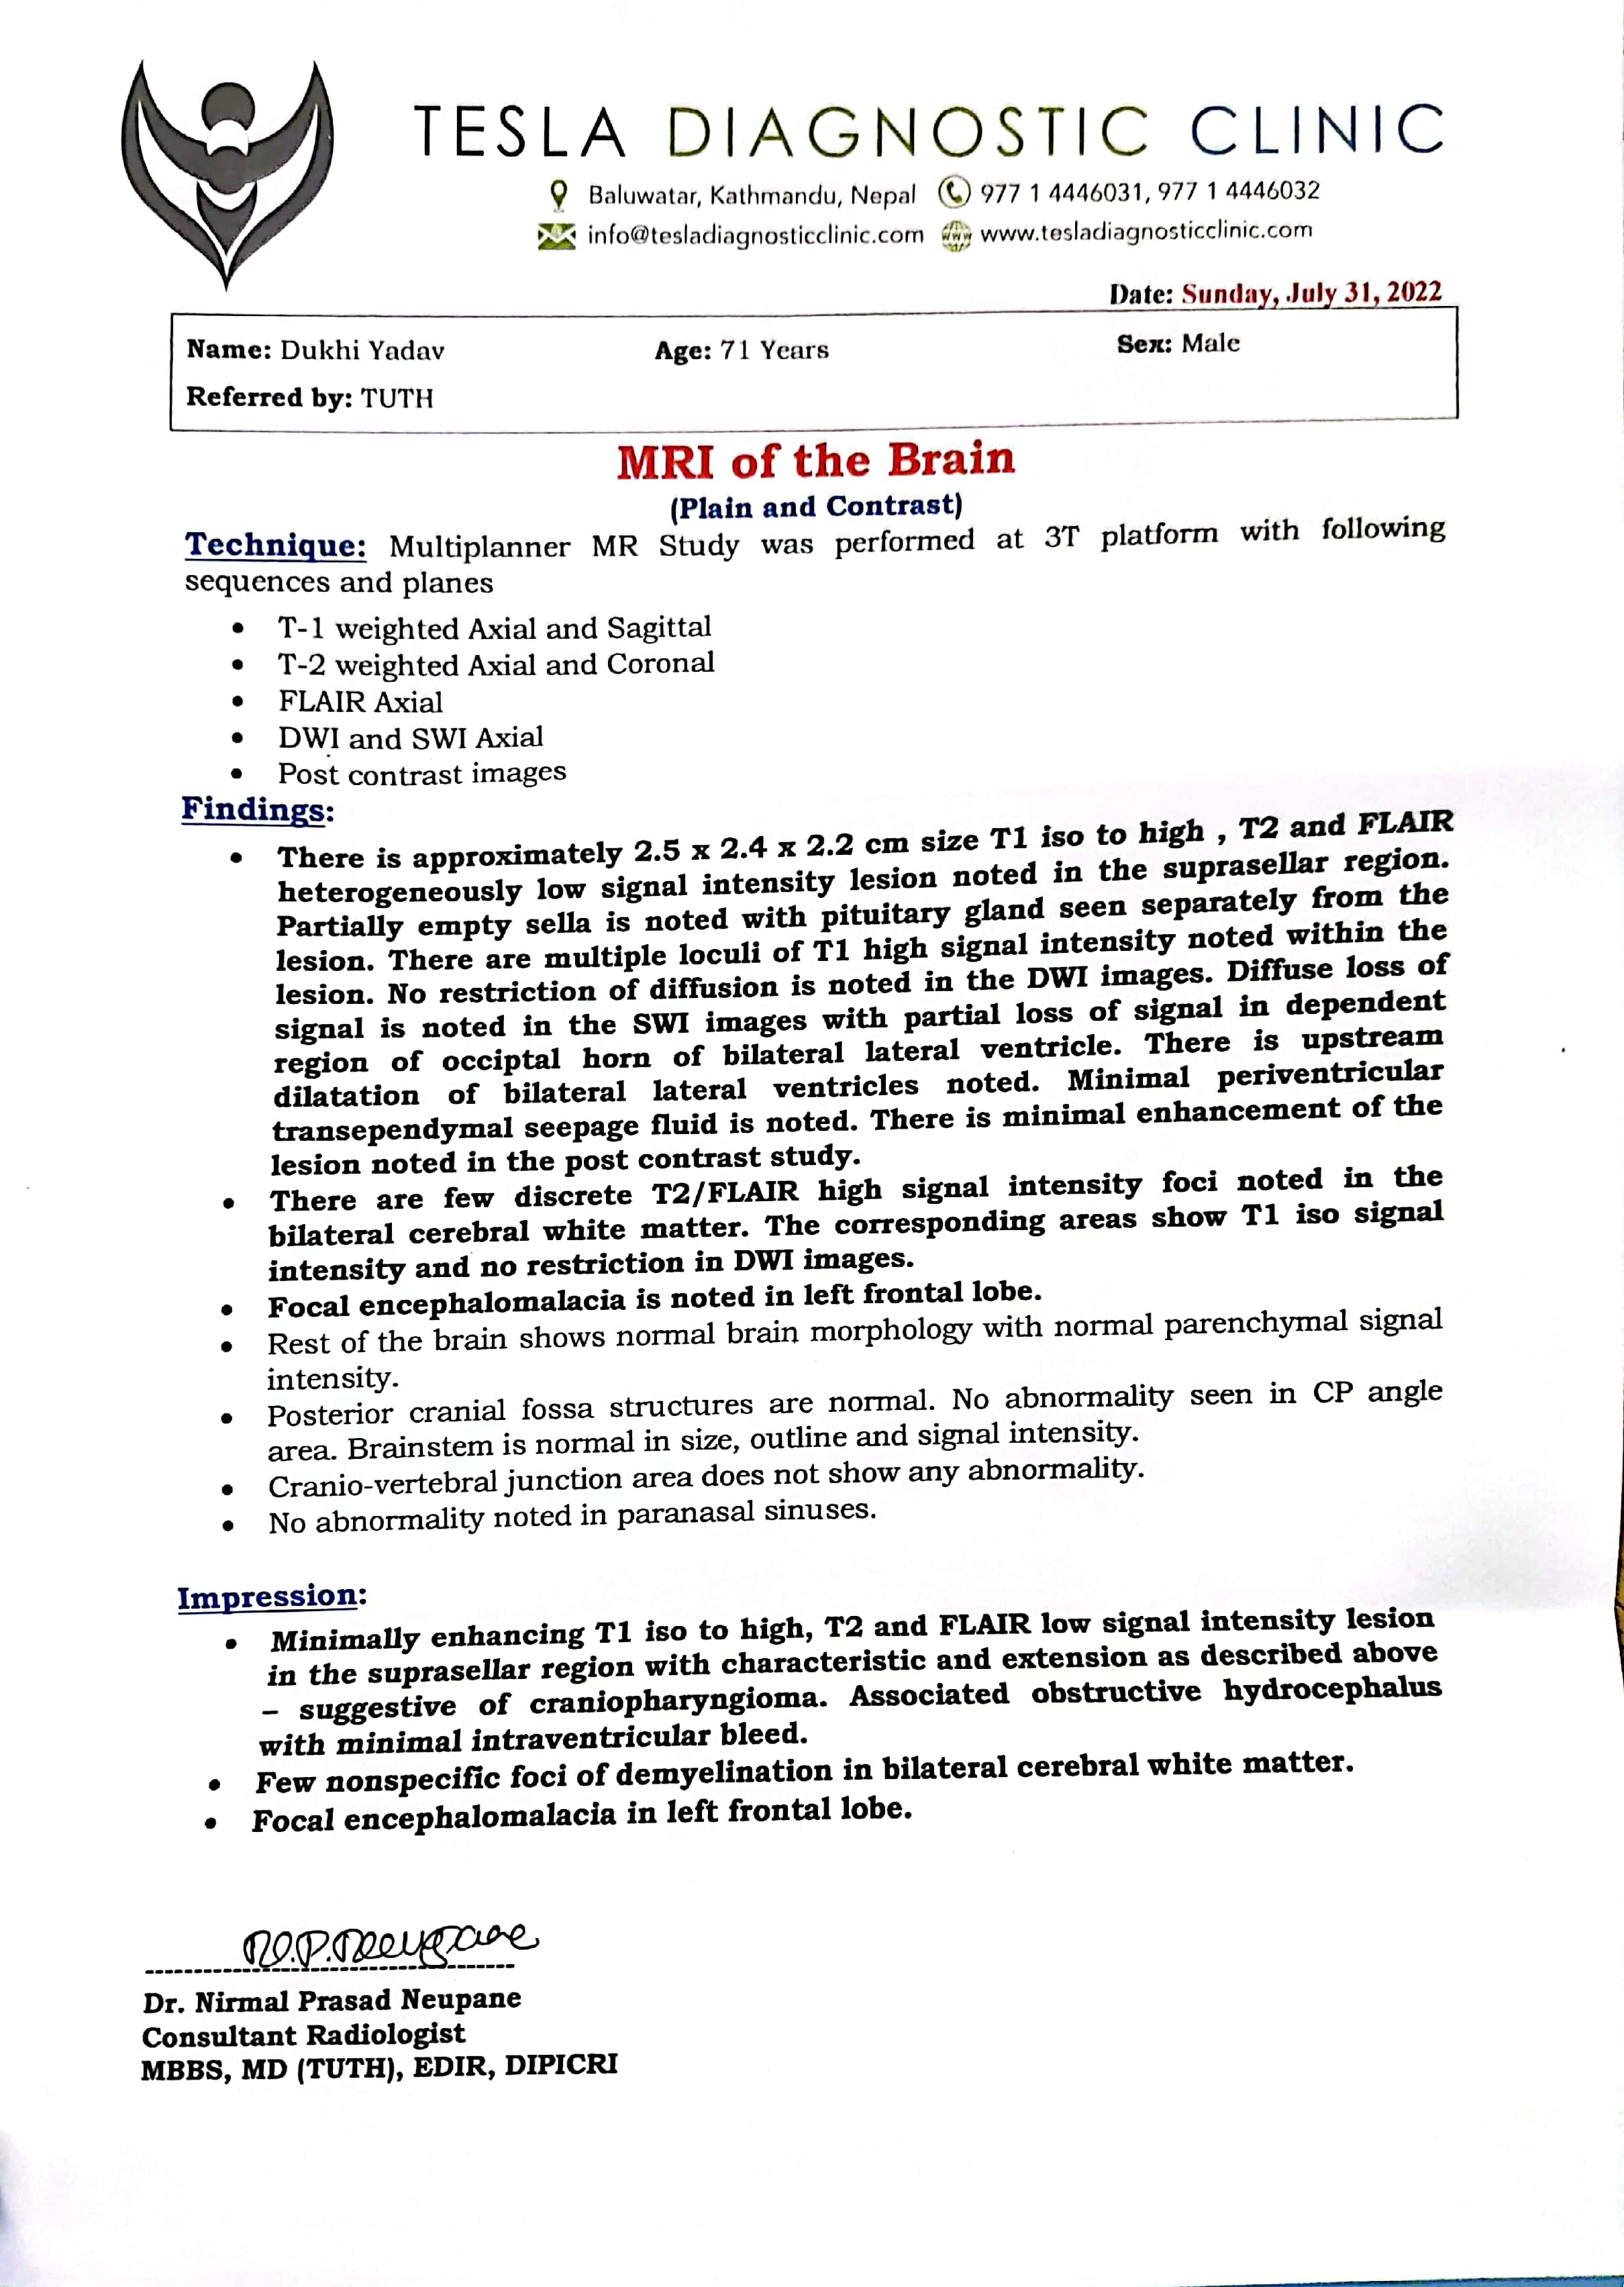 TESLA DIAGNOSTIC CLINIC
Baluwatar, Kathmandu, Nepal 977 1 4446031, 977 1 4446032
info@tesladiagnosticclinic.com www.tesladiagnosticclinic.com
Date: Sunday, July 31, 2022
Name: Dukhi Yadav Age: 71 Years Sex: Male
Referred by: TUTH
MRI of the Brain
(Plain and Contrast)
Technique: Multiplanner MR Study was performed at 3T platform with following
sequences and planes
• T-1 weighted Axial and Sagittal
• T-2 weighted Axial and Coronal
• FLAIR Axial
• DWI and SWI Axial
• Post contrast images
Findings:
• There is approximately 2.5 x 2.4 x 2.2 cm size T1 iso to high , T2 and FLAIR
heterogeneously low signal intensity lesion noted in the suprasellar region.
Partially empty sella is noted with pituitary gland seen separately from the
lesion. There are multiple loculi of T1 high signal intensity noted within the
lesion. No restriction of diffusion is noted in the DWI images. Diffuse loss of
signal is noted in the SWI images with partial loss of signal in dependent
region of occiptal horn of bilateral lateral ventricle. There is upstream
dilatation of bilateral lateral ventricles noted. Minimal periventricular
transependymal seepage fluid is noted. There is minimal enhancement of the
lesion noted in the post contrast study.
• There are few discrete T2/FLAIR high signal intensity foci noted in the
bilateral cerebral white matter. The corresponding areas show T1 iso signal
intensity and no restriction in DWI images.
• Focal encephalomalacia is noted in left frontal lobe.
• Rest of the brain shows normal brain morphology with normal parenchymal signal
intensity.
• Posterior cranial fossa structures are normal. No abnormality seen in CP angle
area. Brainstem is normal in size, outline and signal intensity.
• Cranio-vertebral junction area does not show any abnormality.
• No abnormality noted in paranasal sinuses.
Impression:
• Minimally enhancing T1 iso to high, T2 and FLAIR low signal intensity lesion
in the suprasellar region with characteristic and extension as described above
– suggestive of craniopharyngioma. Associated obstructive hydrocephalus
with minimal intraventricular bleed.
• Few nonspecific foci of demyelination in bilateral cerebral white matter.
• Focal encephalomalacia in left frontal lobe.
N.P.Neupane
Dr. Nirmal Prasad Neupane
Consultant Radiologist
MBBS, MD (TUTH), EDIR, DIPICRI